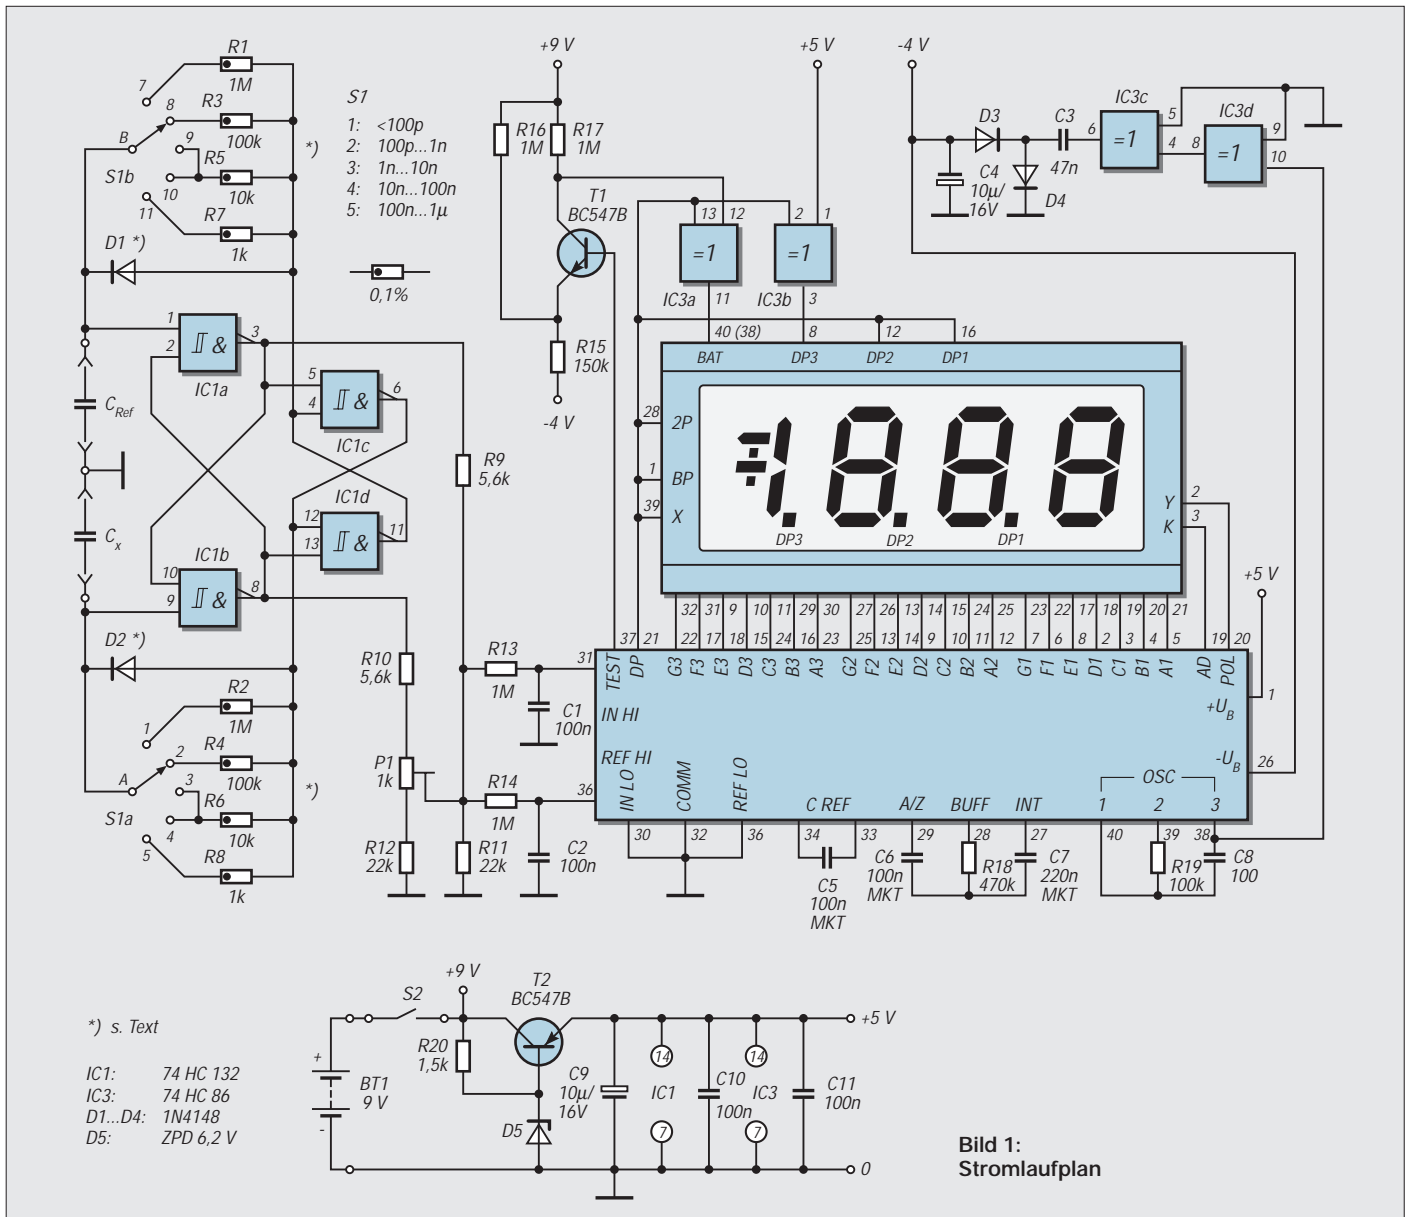 R1
1M
7
8
R3
100k
B
9
*)
R5
S1b
10
10k
11
R7
1k
D1 *)
S1
1: <100p
2: 100p...1n
3: 1n...10n
4: 10n...100n
5: 100n...1µ
0,1%
1
2
3
&
IC1a
5
4
6
&
IC1c
IC1d
12
13
11
&
IC1b
10
9
8
&
C Ref
C x
D2 *)
R2
1M
1
2
R4
100k
A
3
*)
R6
S1a
4
10k
5
R8
1k
+9 V
R16
1M
R17
1M
T1
BC547B
R15
150k
-4 V
R9
5,6k
R10
5,6k
P1
1k
R12
22k
R11
22k
R13
1M
C1
100n
R14
1M
C2
100n
+5 V
13
12
2
1
=1
=1
IC3a
11
IC3b
3
40 (38)
8
12
16
BAT
DP3
DP2
DP1
-4 V
D3
C3
47n
C4
10µ/
16V
D4
IC3c
6
=1
5
4
IC3d
8
=1
9
10
28
2P
1
BP
39
X
DP3
DP2
DP1
Y
2
K
3
+5 V
32 31 9 10 11 29 30 27 26 13 14 15 24 25 23 22 17 18 19 20 21
37 21 22 17 18 15 24 16 23 25 13 14 9 10 11 12 7 6 8 2 3 4 5 19 20
TEST DP G3 F3 E3 D3 C3 B3 A3 G2 F2 E2 D2 C2 B2 A2 G1 F1 E1 D1 C1 B1 A1 AD POL
31
IN HI
REF HI
36
IN LO
COMM
REF LO
C REF
A/Z
BUFF
INT
OSC
1
2
3
+U B
1
-U B
26
30
32
36
34
33
29
28
27
40
39
38
C5
100n
MKT
C6
100n
MKT
R18
470k
C7
220n
MKT
R19
100k
C8
100
*) s. Text
IC1: 74 HC 132
IC3: 74 HC 86
D1...D4: 1N4148
D5: ZPD 6,2 V
+
BT1
9 V
-
S2
+9 V
R20
1,5k
T2
BC547B
D5
C9
10µ/
16V
14
IC1
7
C10
100n
14
IC3
7
C11
100n
+5 V
0
Bild 1:
Stromlaufplan